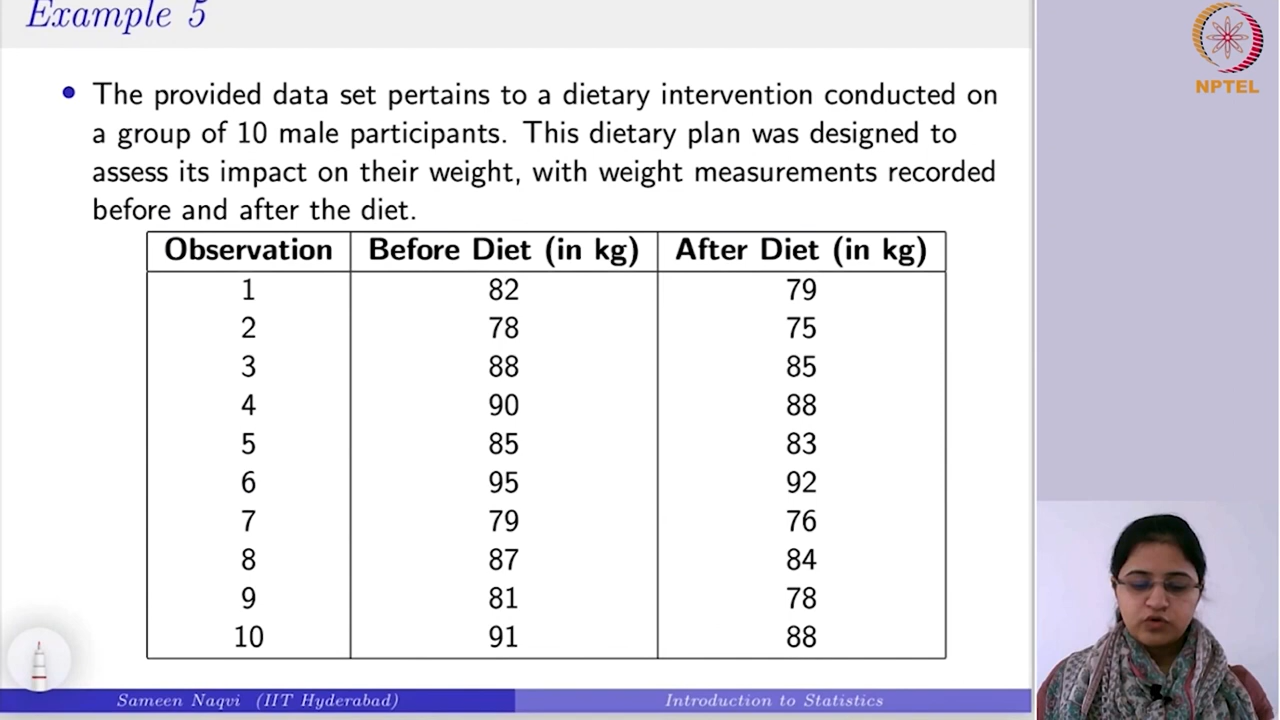 Example 5
NPTEL
• The provided data set pertains to a dietary intervention conducted on
a group of 10 male participants. This dietary plan was designed to
assess its impact on their weight, with weight measurements recorded
before and after the diet.
Observation Before Diet (in kg) After Diet (in kg)
1 82 79
2 78 75
3 88 85
4 90 88
5 85 83
6 95 92
7 79 76
8 87 84
9 81 78
10 91 88
Sameen Naqvi (IIT Hyderabad) Introduction to Statistics